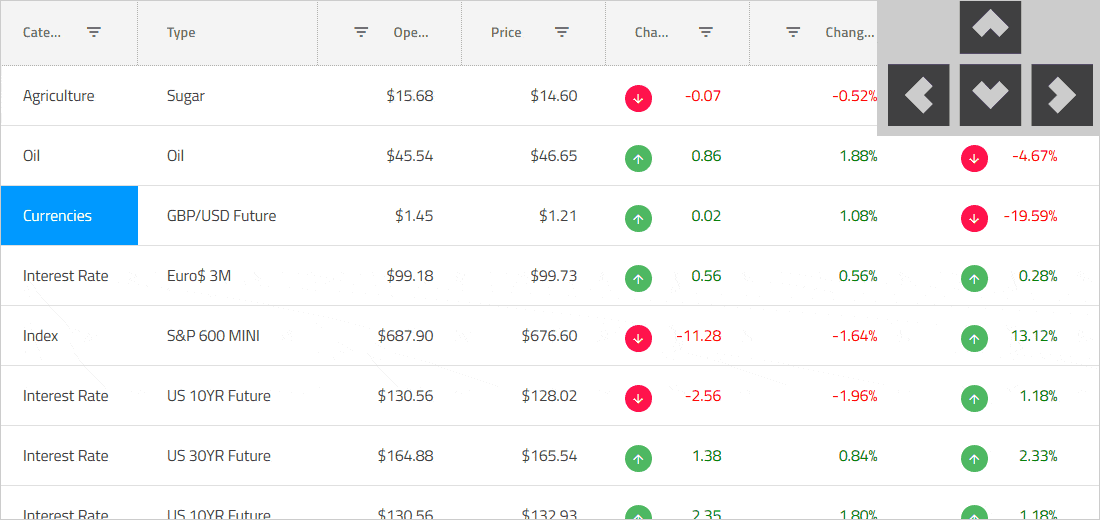 Cate... Type Ope... Price Cha... Chang...
Agriculture Sugar $15.68 $14.60 -0.07 -0.52%
Oil Oil $45.54 $46.65 0.86 1.88% -4.67%
Currencies GBP/USD Future $1.45 $1.21 0.02 1.08% -19.59%
Interest Rate Euro$ 3M $99.18 $99.73 0.56 0.56% 0.28%
Index S&P 600 MINI $687.90 $676.60 -11.28 -1.64% 13.12%
Interest Rate US 10YR Future $130.56 $128.02 -2.56 -1.96% 1.18%
Interest Rate US 30YR Future $164.88 $165.54 1.38 0.84% 2.33%
Interest Rate US 10YR Future $130.56 $132.93 2.35 1.80% 1.18%